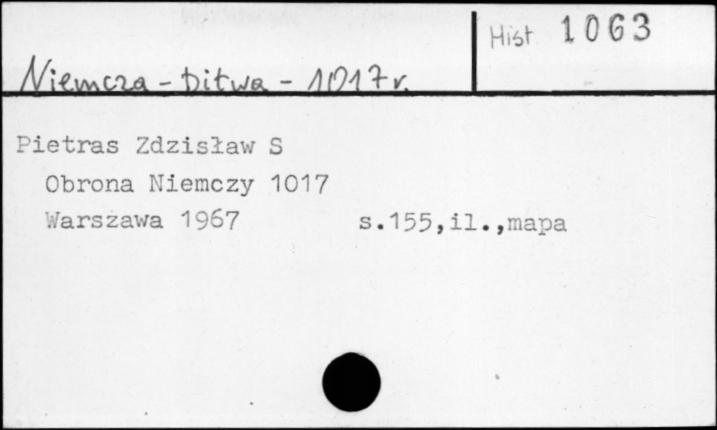 Hist 1063
Niemcza - bitwa - 1017 r.
Pietras Zdzisław S
Obrona Niemczy 1017
Warszawa 1967 s.155,il.,mapa